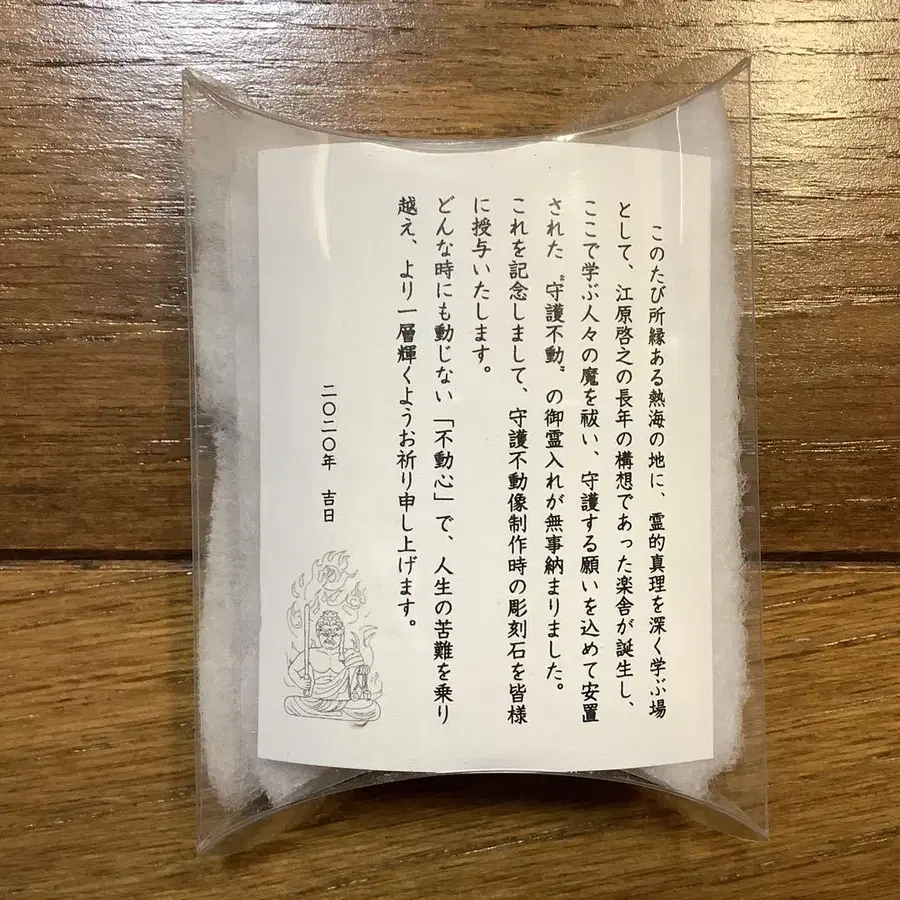 このたび所縁ある熱海の地に、霊的真理を深く学ぶ場
として、江原啓之の長年の構想であった楽舎が誕生し、
ここで学ぶ人々の魔を祓い、守護する願いを込めて安置
された〝守護不動〟の御霊入れが無事納まりました。
これを記念しまして、守護不動像制作時の彫刻石を皆様
に授与いたします。
どんな時にも動じない「不動心」で、人生の苦難を乗り
越え、より一層輝くようお祈り申し上げます。
二〇二〇年 吉日